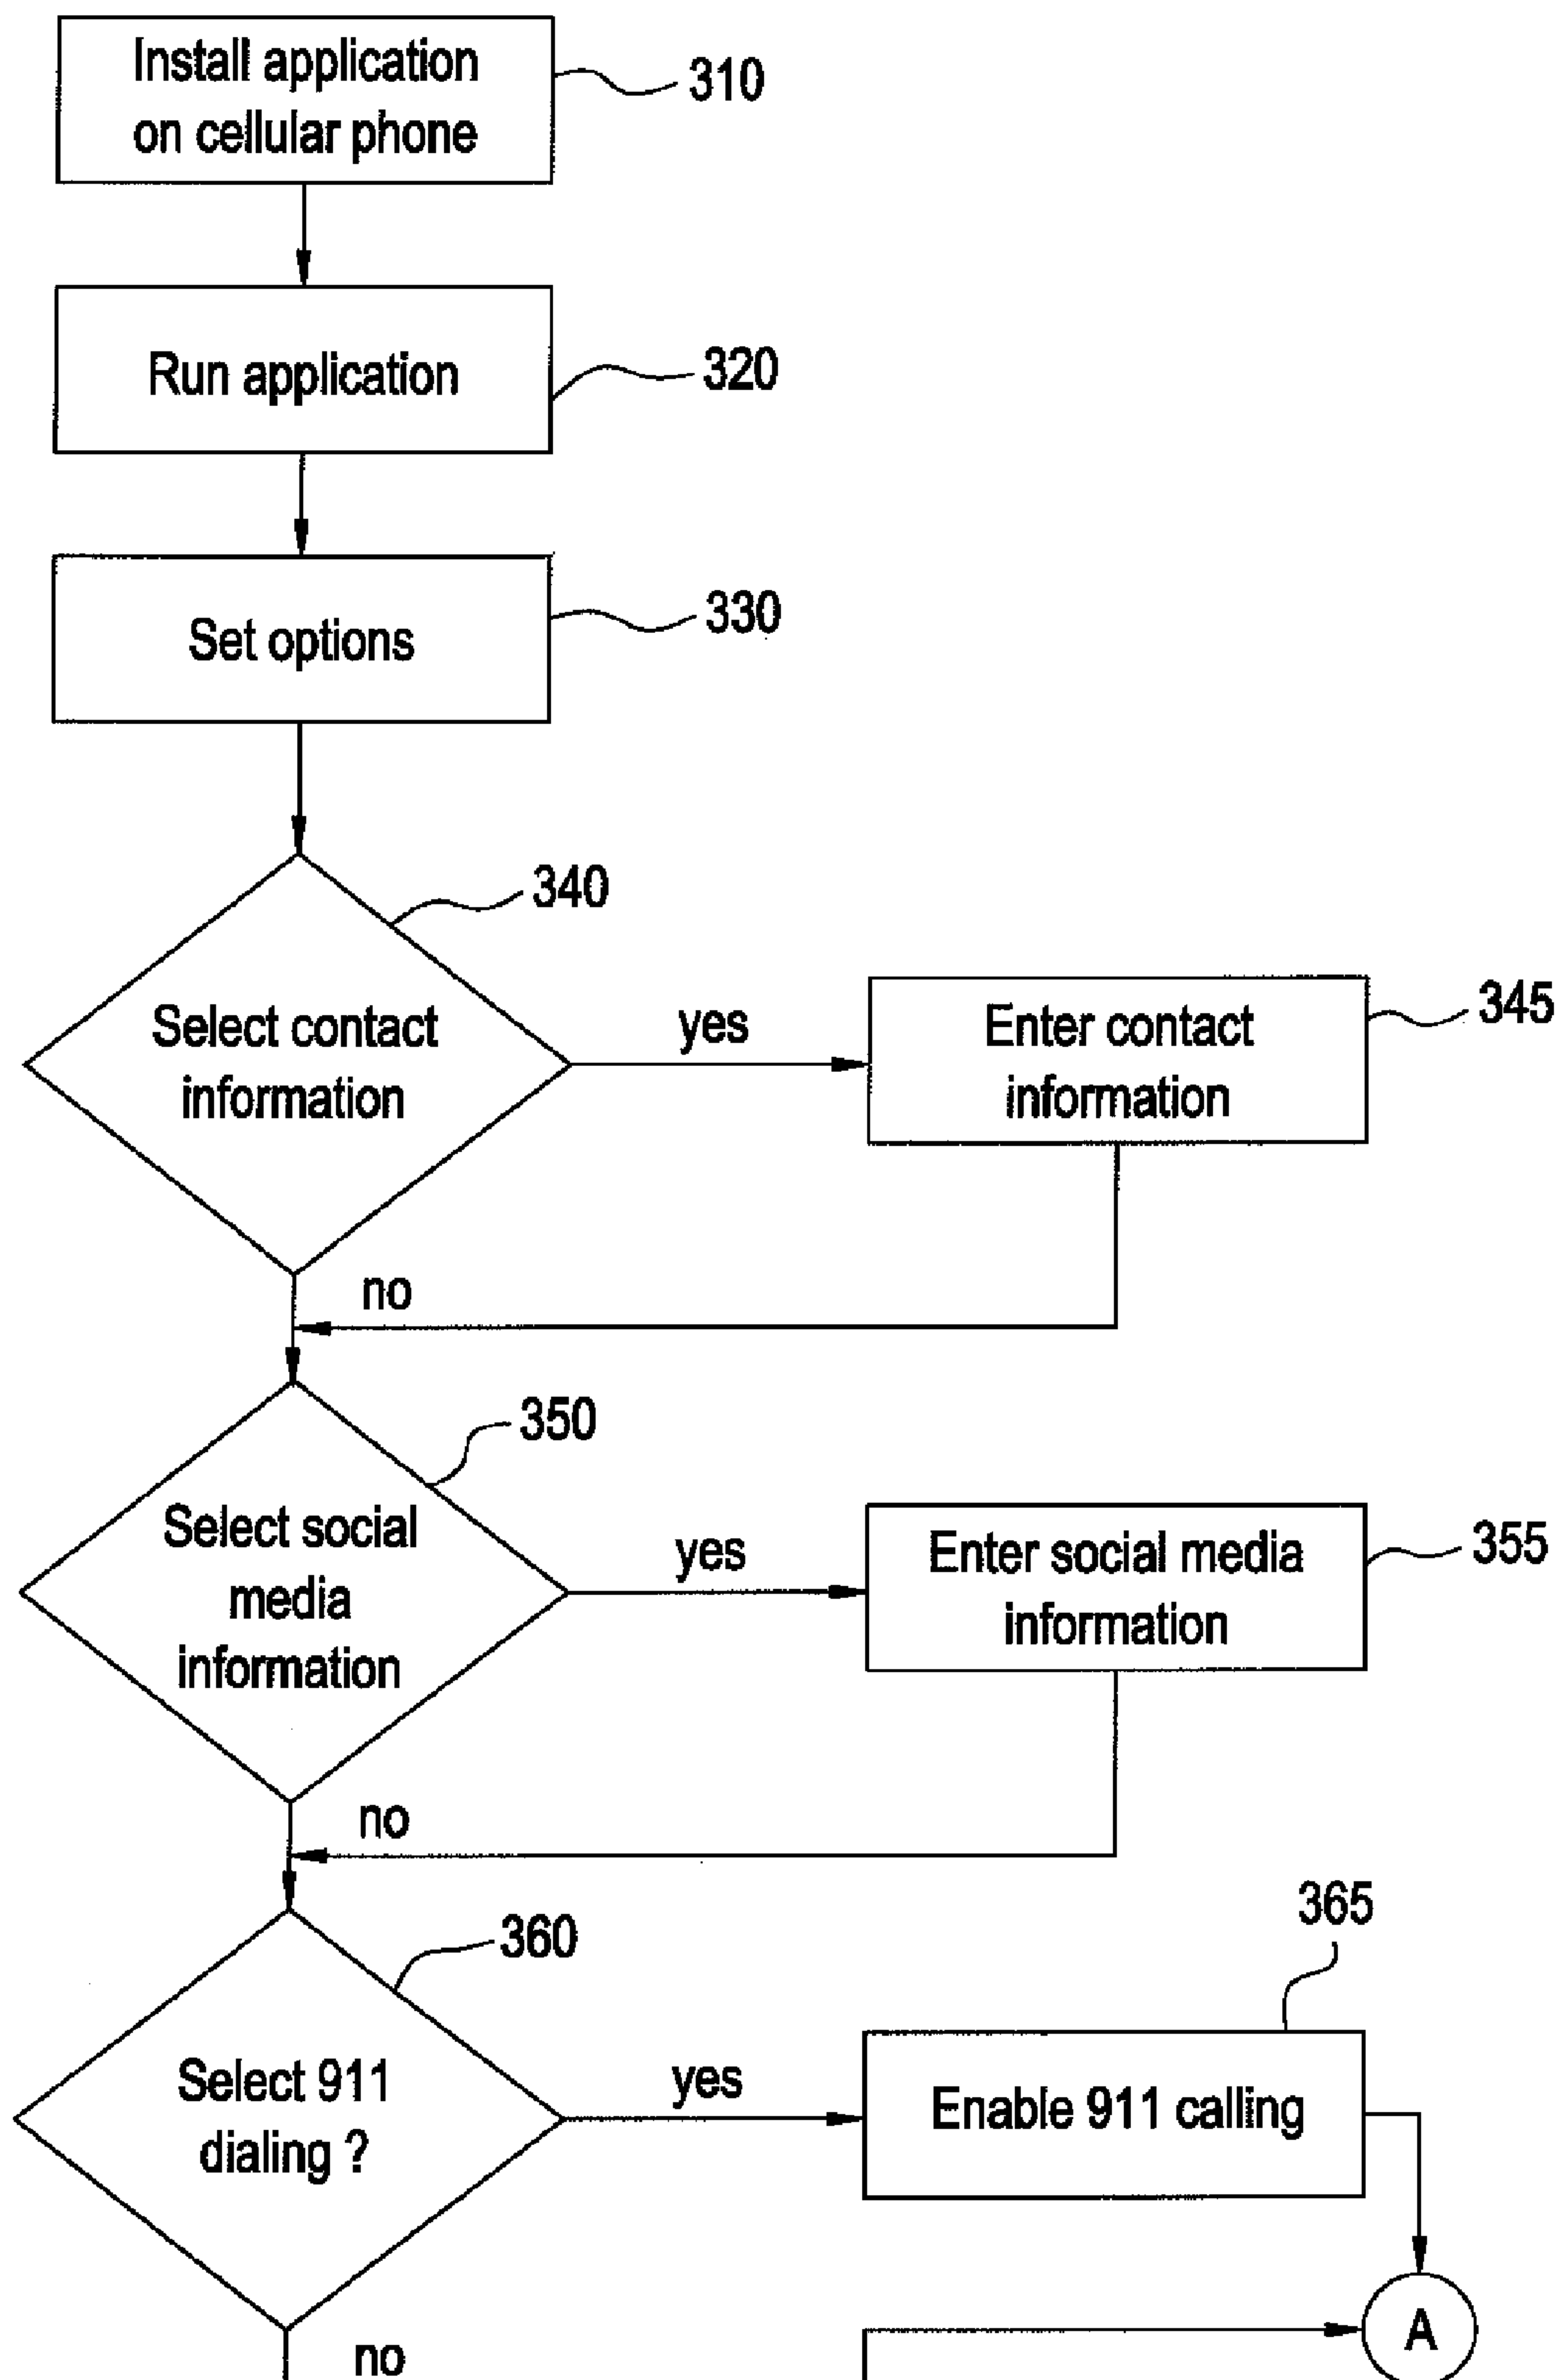 Install application
on cellular phone
310
Run application
320
Set options
330
340
Select contact
information
yes
Enter contact
information
345
no
350
Select social
media
information
yes
Enter social media
information
355
no
360
365
Select 911
dialing ?
yes
Enable 911 calling
A
no